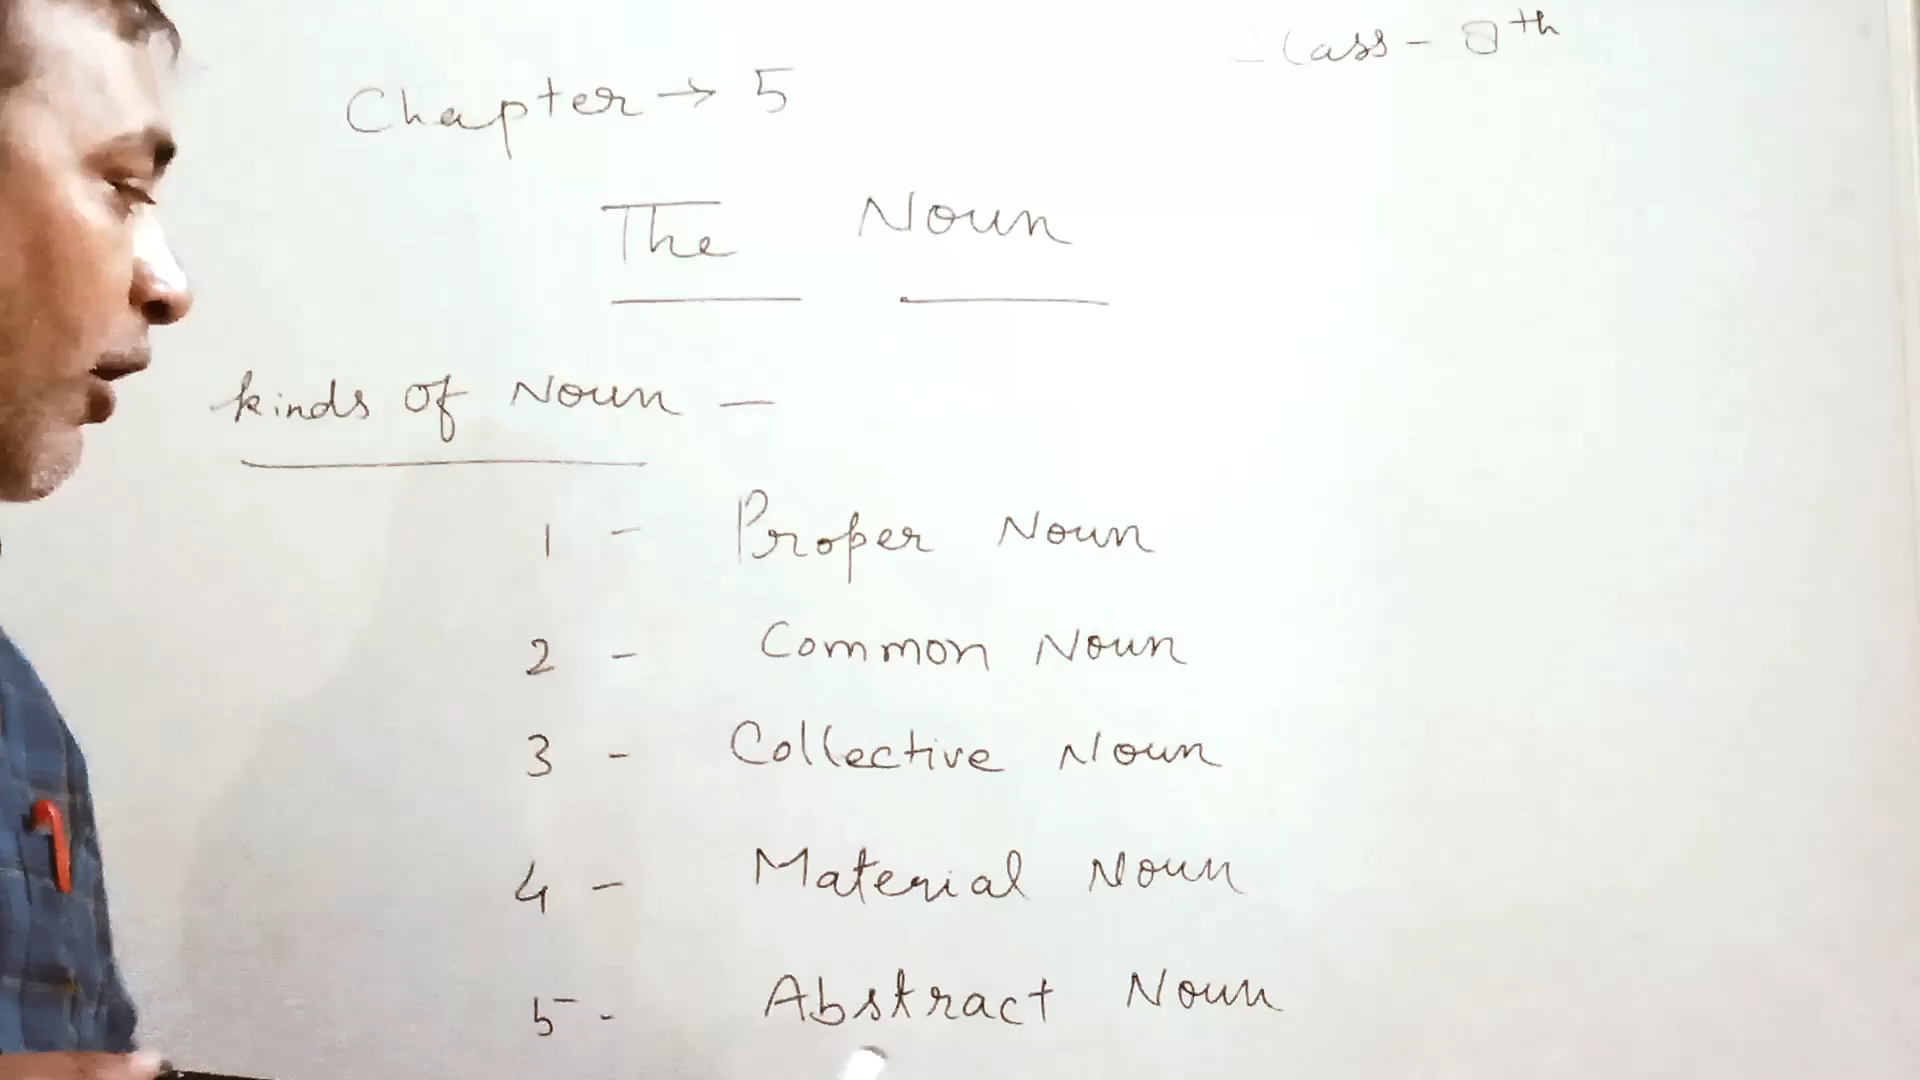 Class - 8th
Chapter → 5
The Noun
kinds of Noun -
1 - Proper Noun
2 - Common Noun
3 - Collective Noun
4 - Material Noun
5 - Abstract Noun